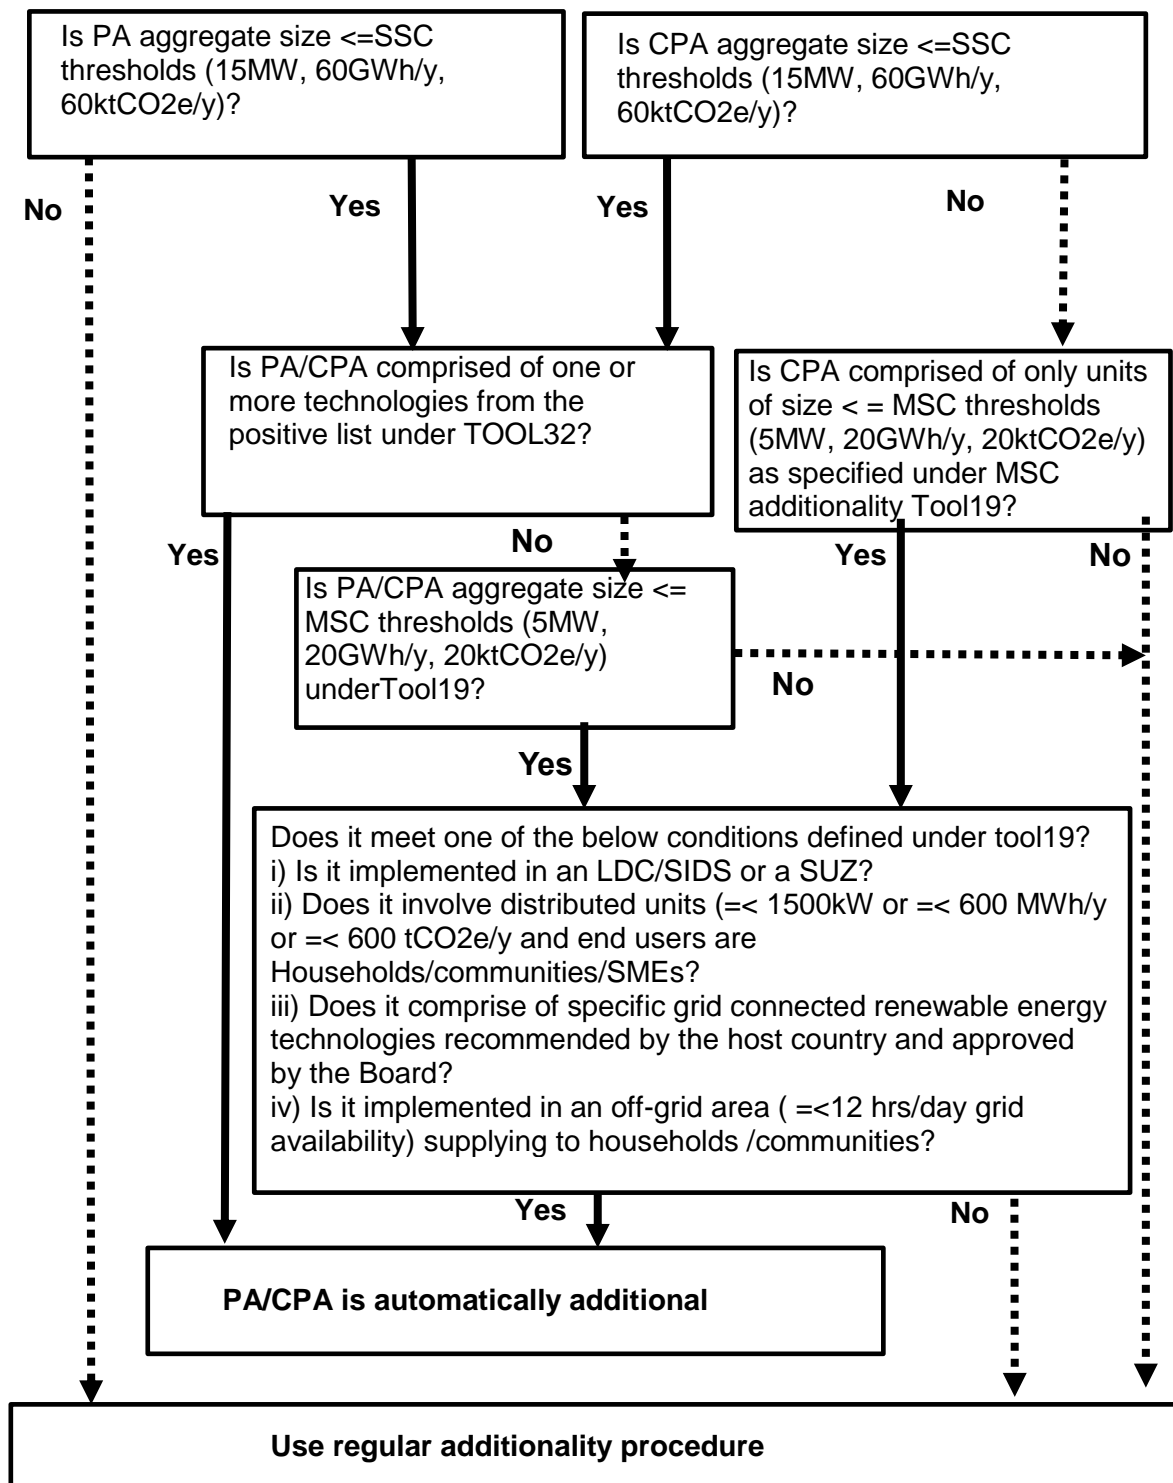 Is PA aggregate size <=SSC
thresholds (15MW, 60GWh/y,
60ktCO2e/y)?
Is CPA aggregate size <=SSC
thresholds (15MW, 60GWh/y,
60ktCO2e/y)?
No
Yes
Yes
No
Is PA/CPA comprised of one or
more technologies from the
positive list under TOOL32?
Is CPA comprised of only units
of size < = MSC thresholds
(5MW, 20GWh/y, 20ktCO2e/y)
as specified under MSC
additionality Tool19?
Yes
No
Yes
No
Is PA/CPA aggregate size <=
MSC thresholds (5MW,
20GWh/y, 20ktCO2e/y)
underTool19?
No
Yes
Does it meet one of the below conditions defined under tool19?
i) Is it implemented in an LDC/SIDS or a SUZ?
ii) Does it involve distributed units (=< 1500kW or =< 600 MWh/y
or =< 600 tCO2e/y and end users are
Households/communities/SMEs?
iii) Does it comprise of specific grid connected renewable energy
technologies recommended by the host country and approved
by the Board?
iv) Is it implemented in an off-grid area ( =<12 hrs/day grid
availability) supplying to households /communities?
Yes
No
PA/CPA is automatically additional
Use regular additionality procedure